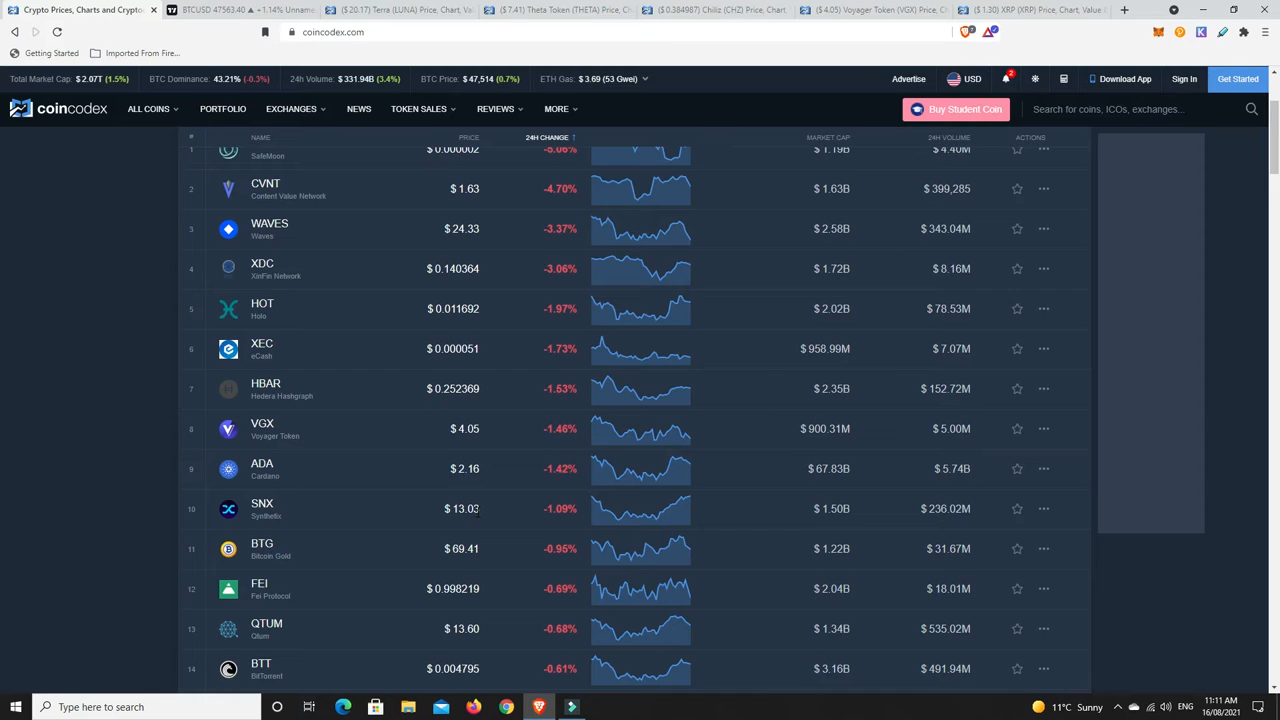 Crypto Prices, Charts and Cryptoc
BTCUSD 47563.40 ▲ +1.14% Unname
($ 20.17) Terra (LUNA) Price, Chart, Val
($ 7.41) Theta Token (THETA) Price, C
($ 0.384987) Chiliz (CHZ) Price, Chart,
($ 4.05) Voyager Token (VGX) Price, C
($ 1.30) XRP (XRP) Price, Chart, Value &
coincodex.com
Getting Started
Imported From Fire...
Total Market Cap: $ 2.07T (1.5%)
BTC Dominance: 43.21% (-0.3%)
24h Volume: $ 331.94B (3.4%)
BTC Price: $ 47,514 (0.7%)
ETH Gas: $ 3.69 (53 Gwei)
Advertise
USD
2
Download App
Sign In
Get Started
coincodex
ALL COINS
PORTFOLIO
EXCHANGES
NEWS
TOKEN SALES
REVIEWS
MORE
Buy Student Coin
Search for coins, ICOs, exchanges...
# NAME PRICE 24H CHANGE ↑ MARKET CAP 24H VOLUME ACTIONS
1 $ 0.000002 -5.06% $ 1.19B $ 4.40M
SafeMoon
2 CVNT $ 1.63 -4.70% $ 1.63B $ 399,285
Content Value Network
3 WAVES $ 24.33 -3.37% $ 2.58B $ 343.04M
Waves
4 XDC $ 0.140364 -3.06% $ 1.72B $ 8.16M
XinFin Network
5 HOT $ 0.011692 -1.97% $ 2.02B $ 78.53M
Holo
6 XEC $ 0.000051 -1.73% $ 958.99M $ 7.07M
eCash
7 HBAR $ 0.252369 -1.53% $ 2.35B $ 152.72M
Hedera Hashgraph
8 VGX $ 4.05 -1.46% $ 900.31M $ 5.00M
Voyager Token
9 ADA $ 2.16 -1.42% $ 67.83B $ 5.74B
Cardano
10 SNX $ 13.03 -1.09% $ 1.50B $ 236.02M
Synthetix
11 BTG $ 69.41 -0.95% $ 1.22B $ 31.67M
Bitcoin Gold
12 FEI $ 0.998219 -0.69% $ 2.04B $ 18.01M
Fei Protocol
13 QTUM $ 13.60 -0.68% $ 1.34B $ 535.02M
Qtum
14 BTT $ 0.004795 -0.61% $ 3.16B $ 491.94M
BitTorrent
Type here to search
11°C Sunny
11:11 AM
16/08/2021